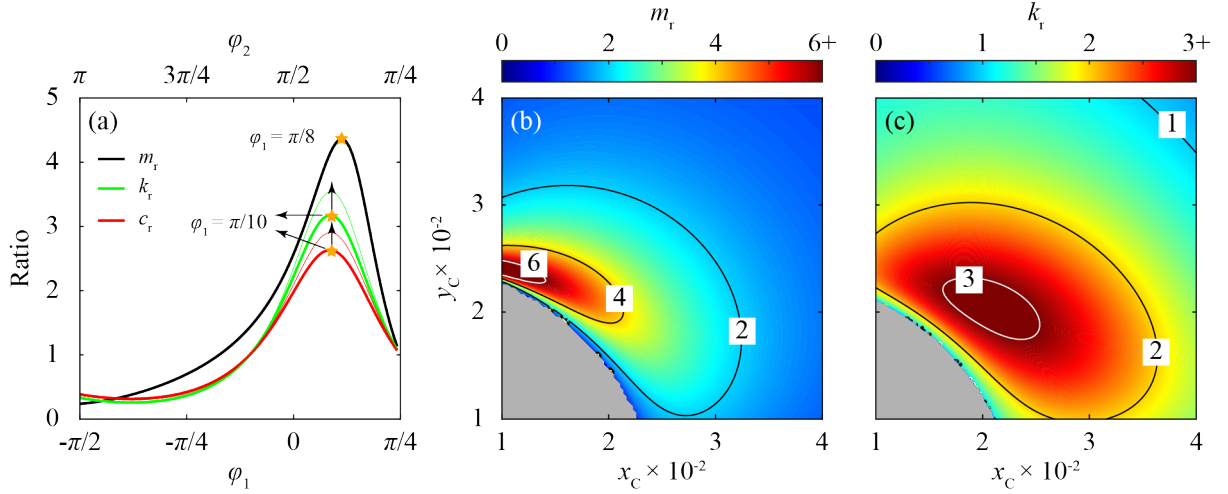 φ₂
π 3π/4 π/2 π/4
(a)
Ratio
5
4
3
2
1
0
mᵣ
kᵣ
cᵣ
φ₁ = π/8
φ₁ = π/10
-π/2 -π/4 0 π/4
φ₁
mᵣ
0 2 4 6+
(b)
y_C × 10⁻²
4
3
2
1
6
4
2
1 2 3 4
x_C × 10⁻²
kᵣ
0 1 2 3+
(c)
1
3
2
1 2 3 4
x_C × 10⁻²